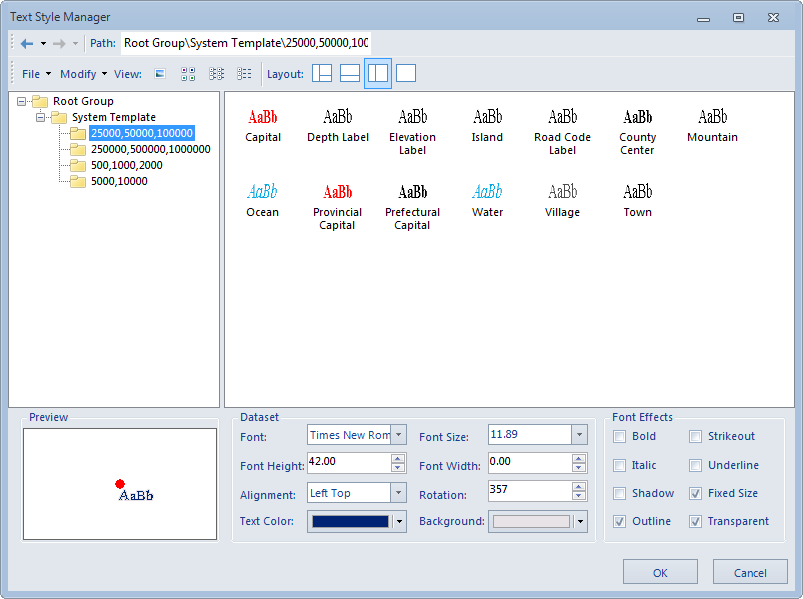 Text Style Manager
Path: Root Group\System Template\25000,50000,100
File Modify View: Layout:
Root Group
System Template
25000,50000,100000
250000,500000,1000000
500,1000,2000
5000,10000
AaBb AaBb AaBb AaBb AaBb AaBb AaBb
Capital Depth Label Elevation Label Island Road Code Label County Center Mountain
AaBb AaBb AaBb AaBb AaBb AaBb
Ocean Provincial Capital Prefectural Capital Water Village Town
Preview
AaBb
Dataset
Font: Times New Rom Font Size: 11.89
Font Height: 42.00 Font Width: 0.00
Alignment: Left Top Rotation: 357
Text Color: Background:
Font Effects
Bold Strikeout
Italic Underline
Shadow Fixed Size
Outline Transparent
OK Cancel